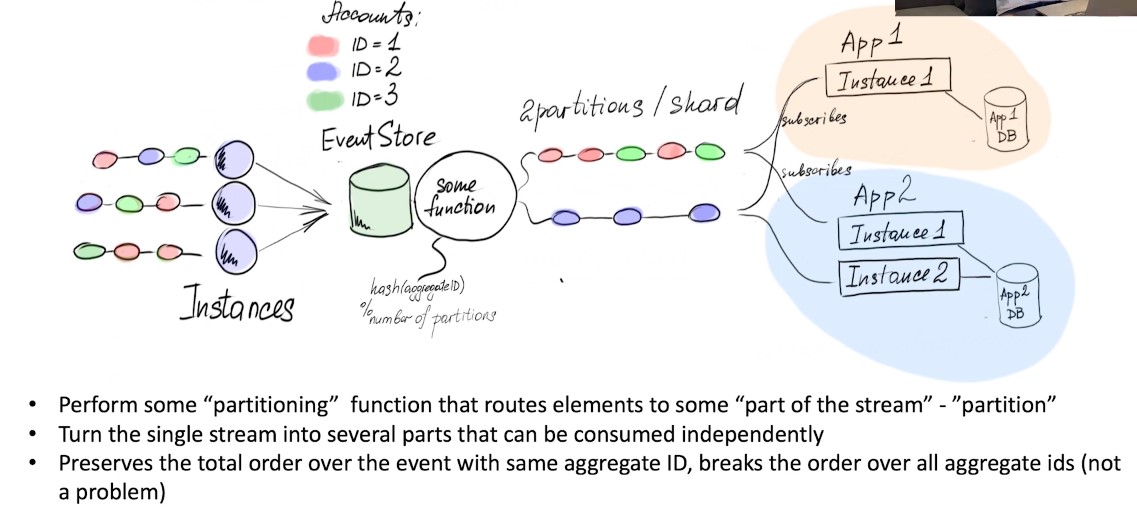 Accounts:
ID = 1
ID = 2
ID = 3
Event Store
some
function
hash(aggregateID)
% number of partitions
Instances
2 partitions / shard
subscribes
subscribes
App 1
Instance 1
App 1
DB
App 2
Instance 1
Instance 2
App 2
DB
• Perform some “partitioning” function that routes elements to some “part of the stream” - ”partition”
• Turn the single stream into several parts that can be consumed independently
• Preserves the total order over the event with same aggregate ID, breaks the order over all aggregate ids (not
a problem)